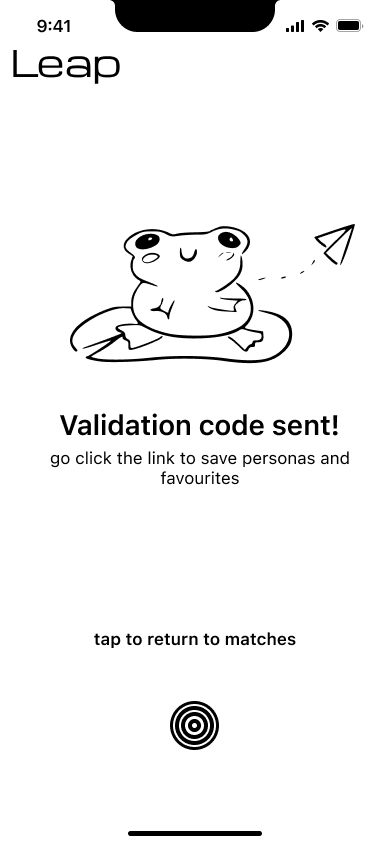 9:41
Leap
Validation code sent!
go click the link to save personas and
favourites
tap to return to matches